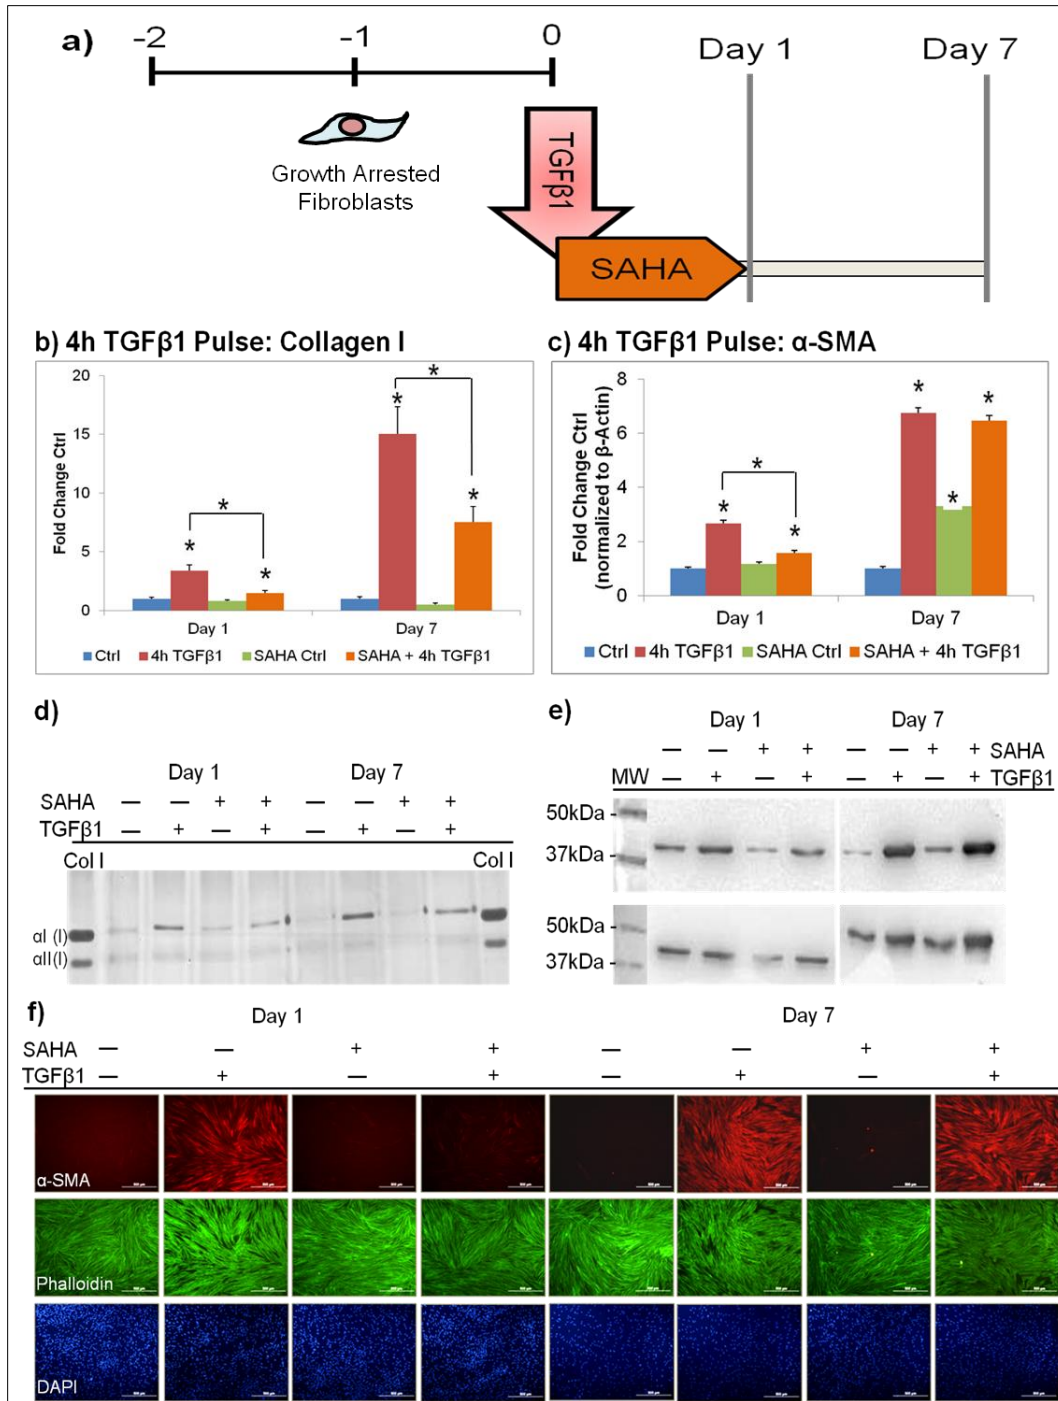 a)
-2 -1 0 Day 1 Day 7
TGFβ1
Growth Arrested
Fibroblasts
SAHA
b) 4h TGFβ1 Pulse: Collagen I
Fold Change Ctrl
20
15
10
5
0
* * * * * *
Day 1 Day 7
Ctrl 4h TGFβ1 SAHA Ctrl SAHA + 4h TGFβ1
c) 4h TGFβ1 Pulse: α-SMA
Fold Change Ctrl
(normalized to β-Actin)
8
6
4
2
0
* * * * * *
Day 1 Day 7
Ctrl 4h TGFβ1 SAHA Ctrl SAHA + 4h TGFβ1
d)
Day 1 Day 7
SAHA — — + + — — + +
TGFβ1 — + — + — + — +
Col I Col I
αI (I)
αII(I)
e)
Day 1 Day 7
— — + + — — + + SAHA
MW — + — + — + — + TGFβ1
50kDa
37kDa
50kDa
37kDa
f)
Day 1 Day 7
SAHA — — + + — — + +
TGFβ1 — + — + — + — +
α-SMA
Phalloidin
DAPI